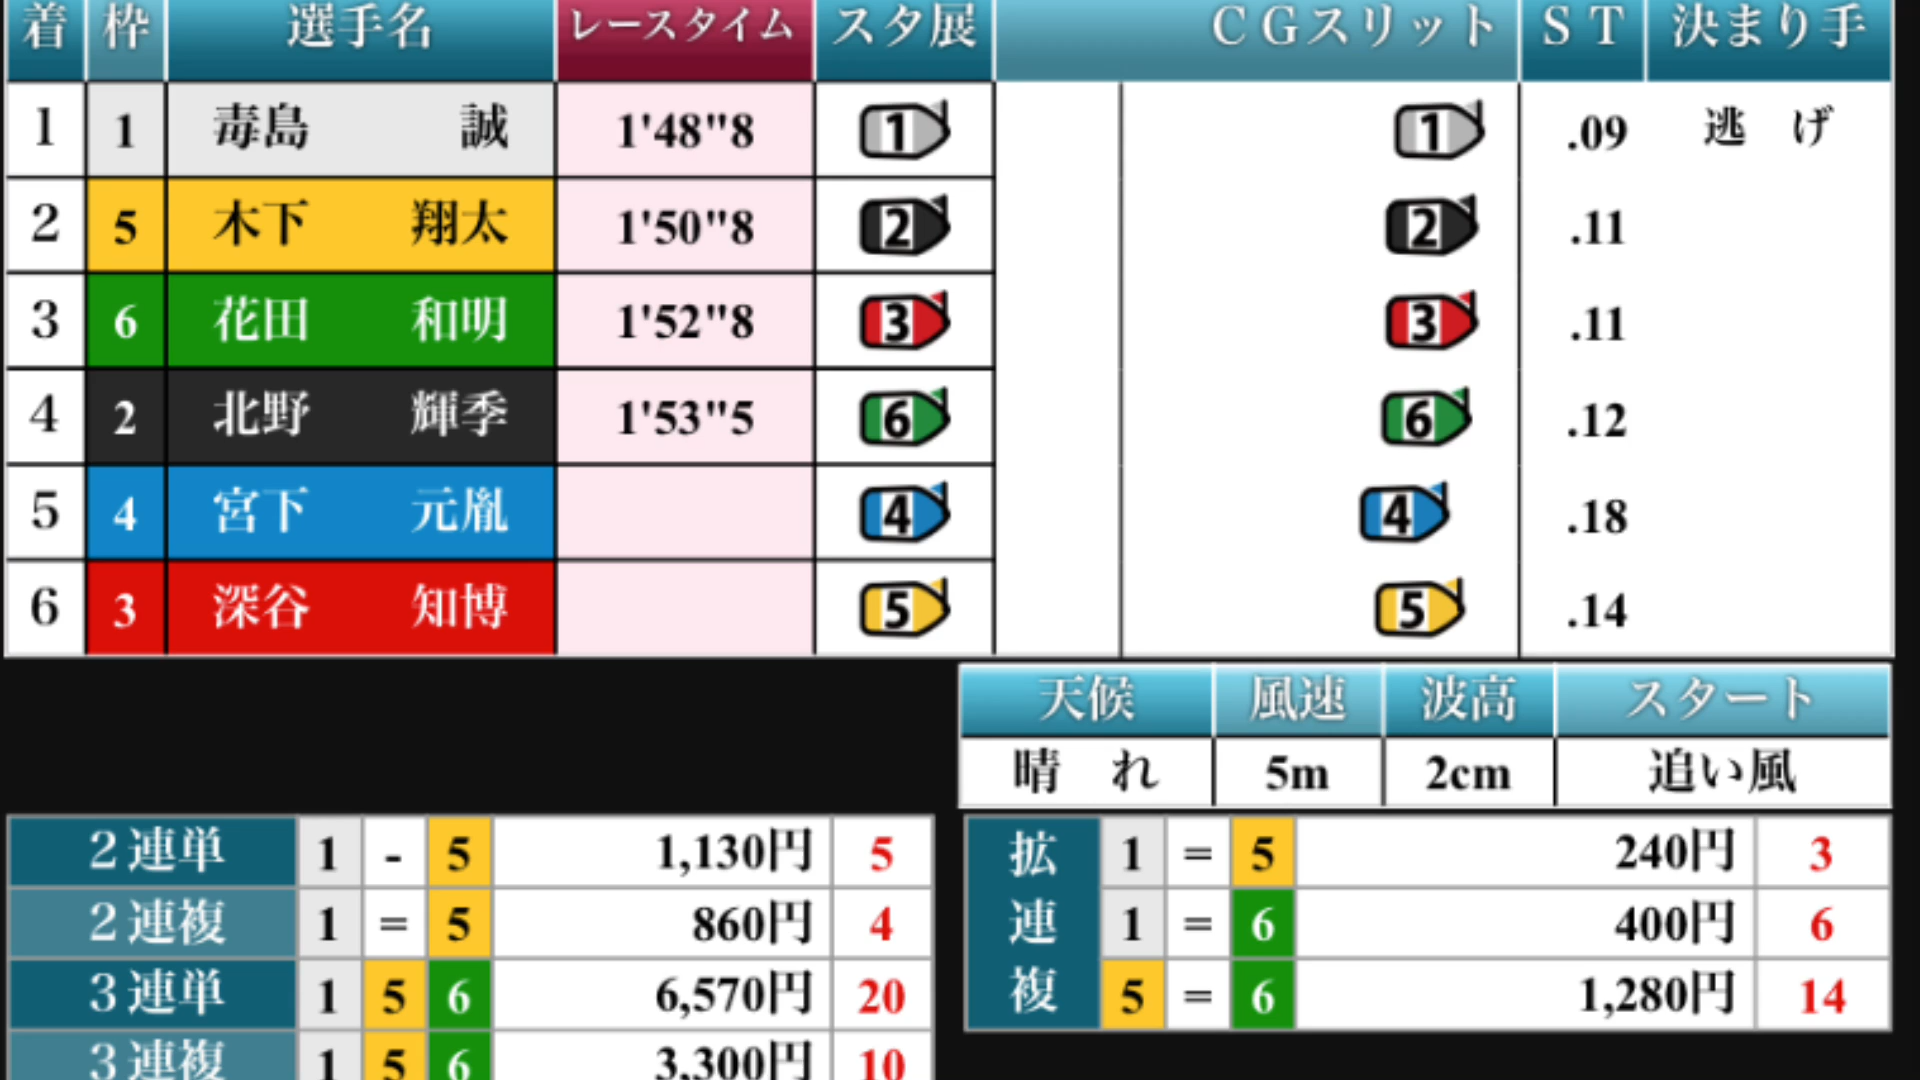 着 枠 選手名 レースタイム スタ展 CGスリット ST 決まり手
1 1 毒島 誠 1'48"8 1 1 .09 逃 げ
2 5 木下 翔太 1'50"8 2 2 .11
3 6 花田 和明 1'52"8 3 3 .11
4 2 北野 輝季 1'53"5 6 6 .12
5 4 宮下 元胤 4 4 .18
6 3 深谷 知博 5 5 .14
天候 風速 波高 スタート
晴 れ 5m 2cm 追い風
2連単 1 - 5 1,130円 5
2連複 1 = 5 860円 4
3連単 1 5 6 6,570円 20
3連複 1 5 6 3,300円 10
拡連複
1 = 5 240円 3
1 = 6 400円 6
5 = 6 1,280円 14